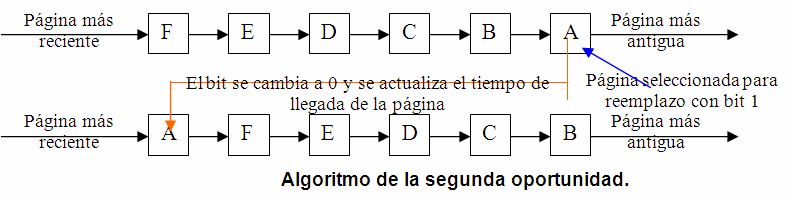 Página más
reciente
F
E
D
C
B
A
Página más
antigua
El bit se cambia a 0 y se actualiza el tiempo de
llegada de la página
Página seleccionada para
reemplazo con bit 1
Página más
reciente
A
F
E
D
C
B
Página más
antigua
Algoritmo de la segunda oportunidad.